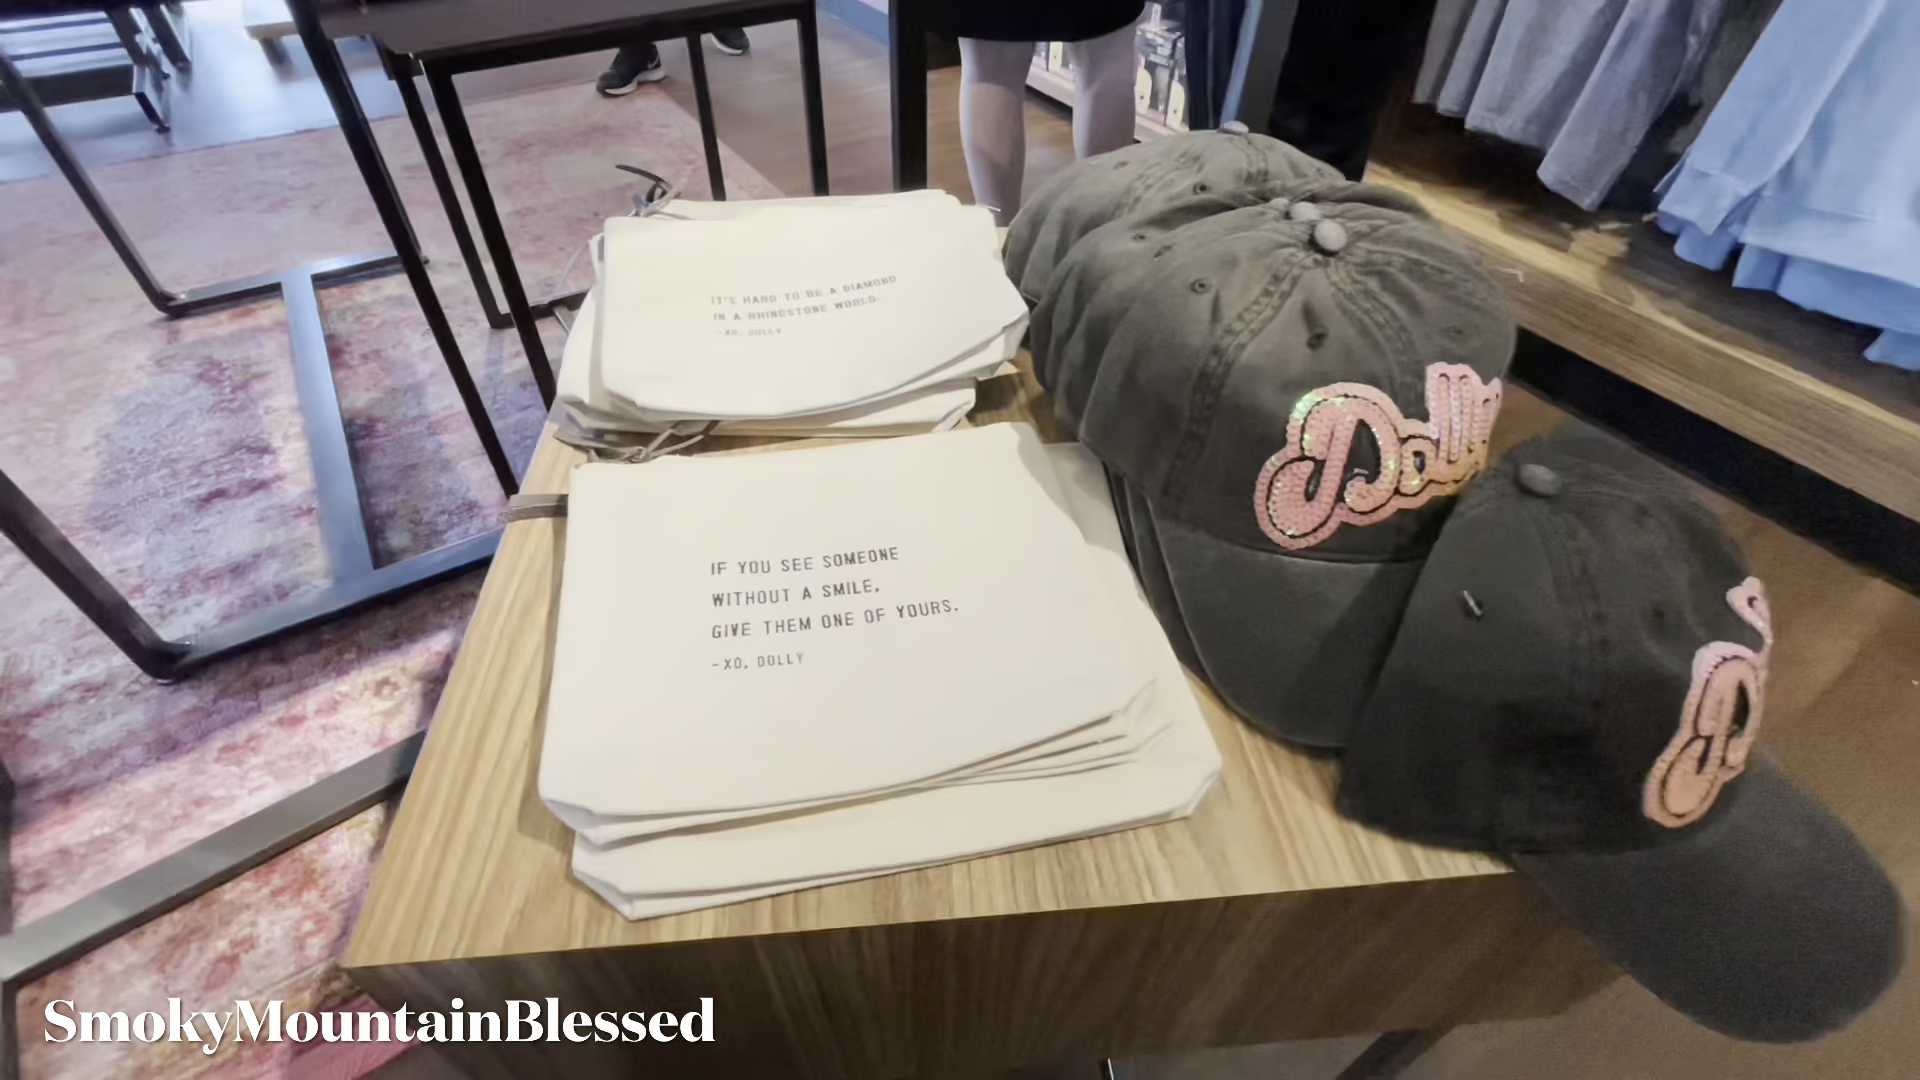 IT'S HARD TO BE A DIAMOND
IN A RHINESTONE WORLD.
-XO, DOLLY
IF YOU SEE SOMEONE
WITHOUT A SMILE,
GIVE THEM ONE OF YOURS.
-XO, DOLLY
Dolly
D
SmokyMountainBlessed